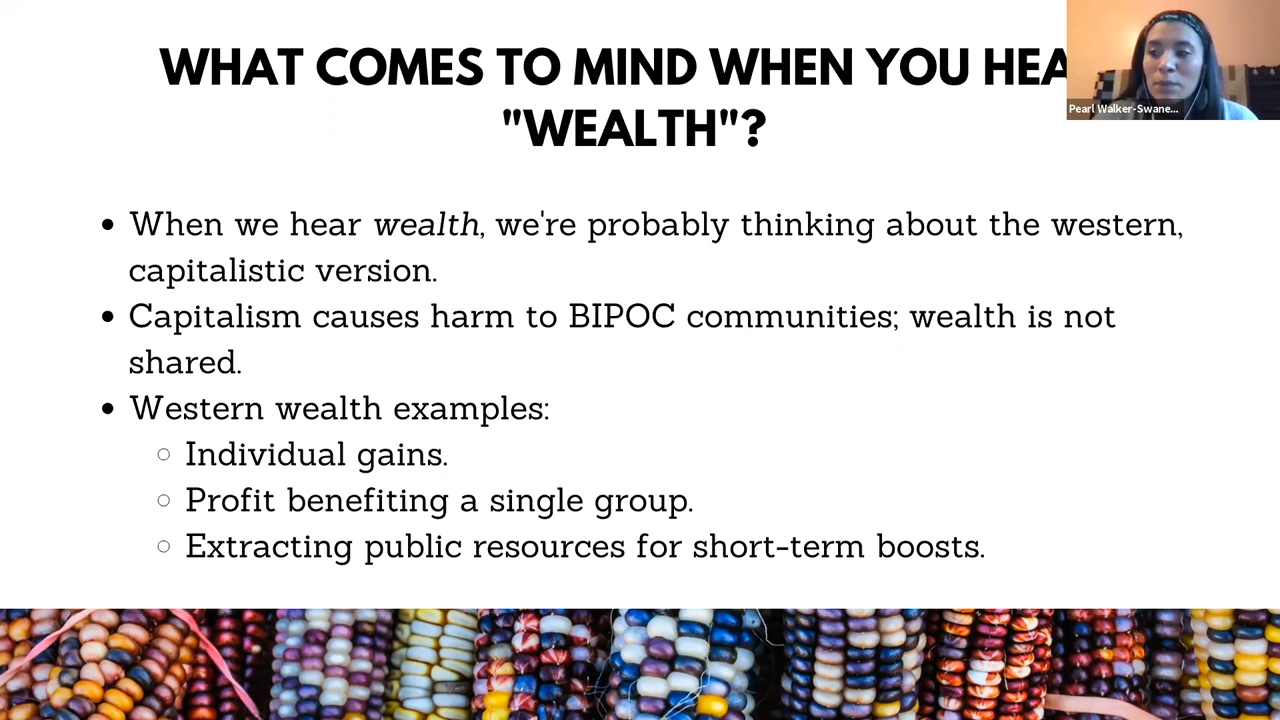 WHAT COMES TO MIND WHEN YOU HEA
"WEALTH"?
Pearl Walker-Swane...
• When we hear wealth, we're probably thinking about the western,
capitalistic version.
• Capitalism causes harm to BIPOC communities; wealth is not
shared.
• Western wealth examples:
○ Individual gains.
○ Profit benefiting a single group.
○ Extracting public resources for short-term boosts.